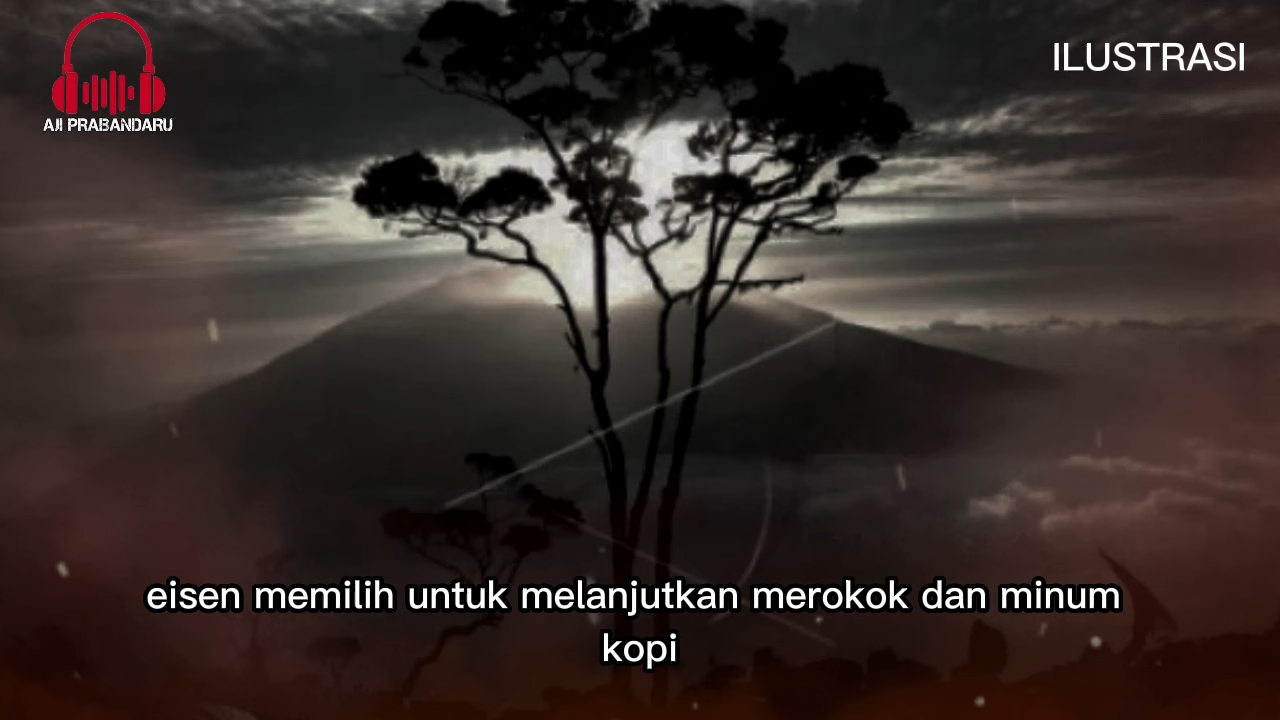 AJI PRABANDARU
ILUSTRASI
eisen memilih untuk melanjutkan merokok dan minum
kopi